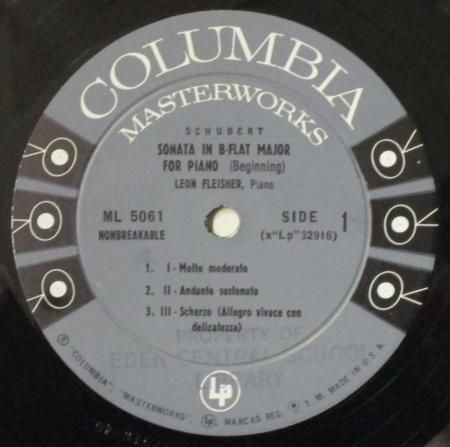 COLUMBIA
MASTERWORKS
SCHUBERT
SONATA IN B-FLAT MAJOR
FOR PIANO (Beginning)
LEON FLEISHER, Piano
ML 5061
NONBREAKABLE
SIDE 1
(x"Lp"32916)
1. I - Molto moderato
2. II - Andante sostenuto
3. III - Scherzo (Allegro vivace con
delicatezza)
PROPERTY OF
EDEN CENTRAL SCHOOL
LIBRARY
Lp
Ⓟ "COLUMBIA", "MASTERWORKS", Lp MARCAS REG. Ⓟ T. M. MADE IN U.S.A.